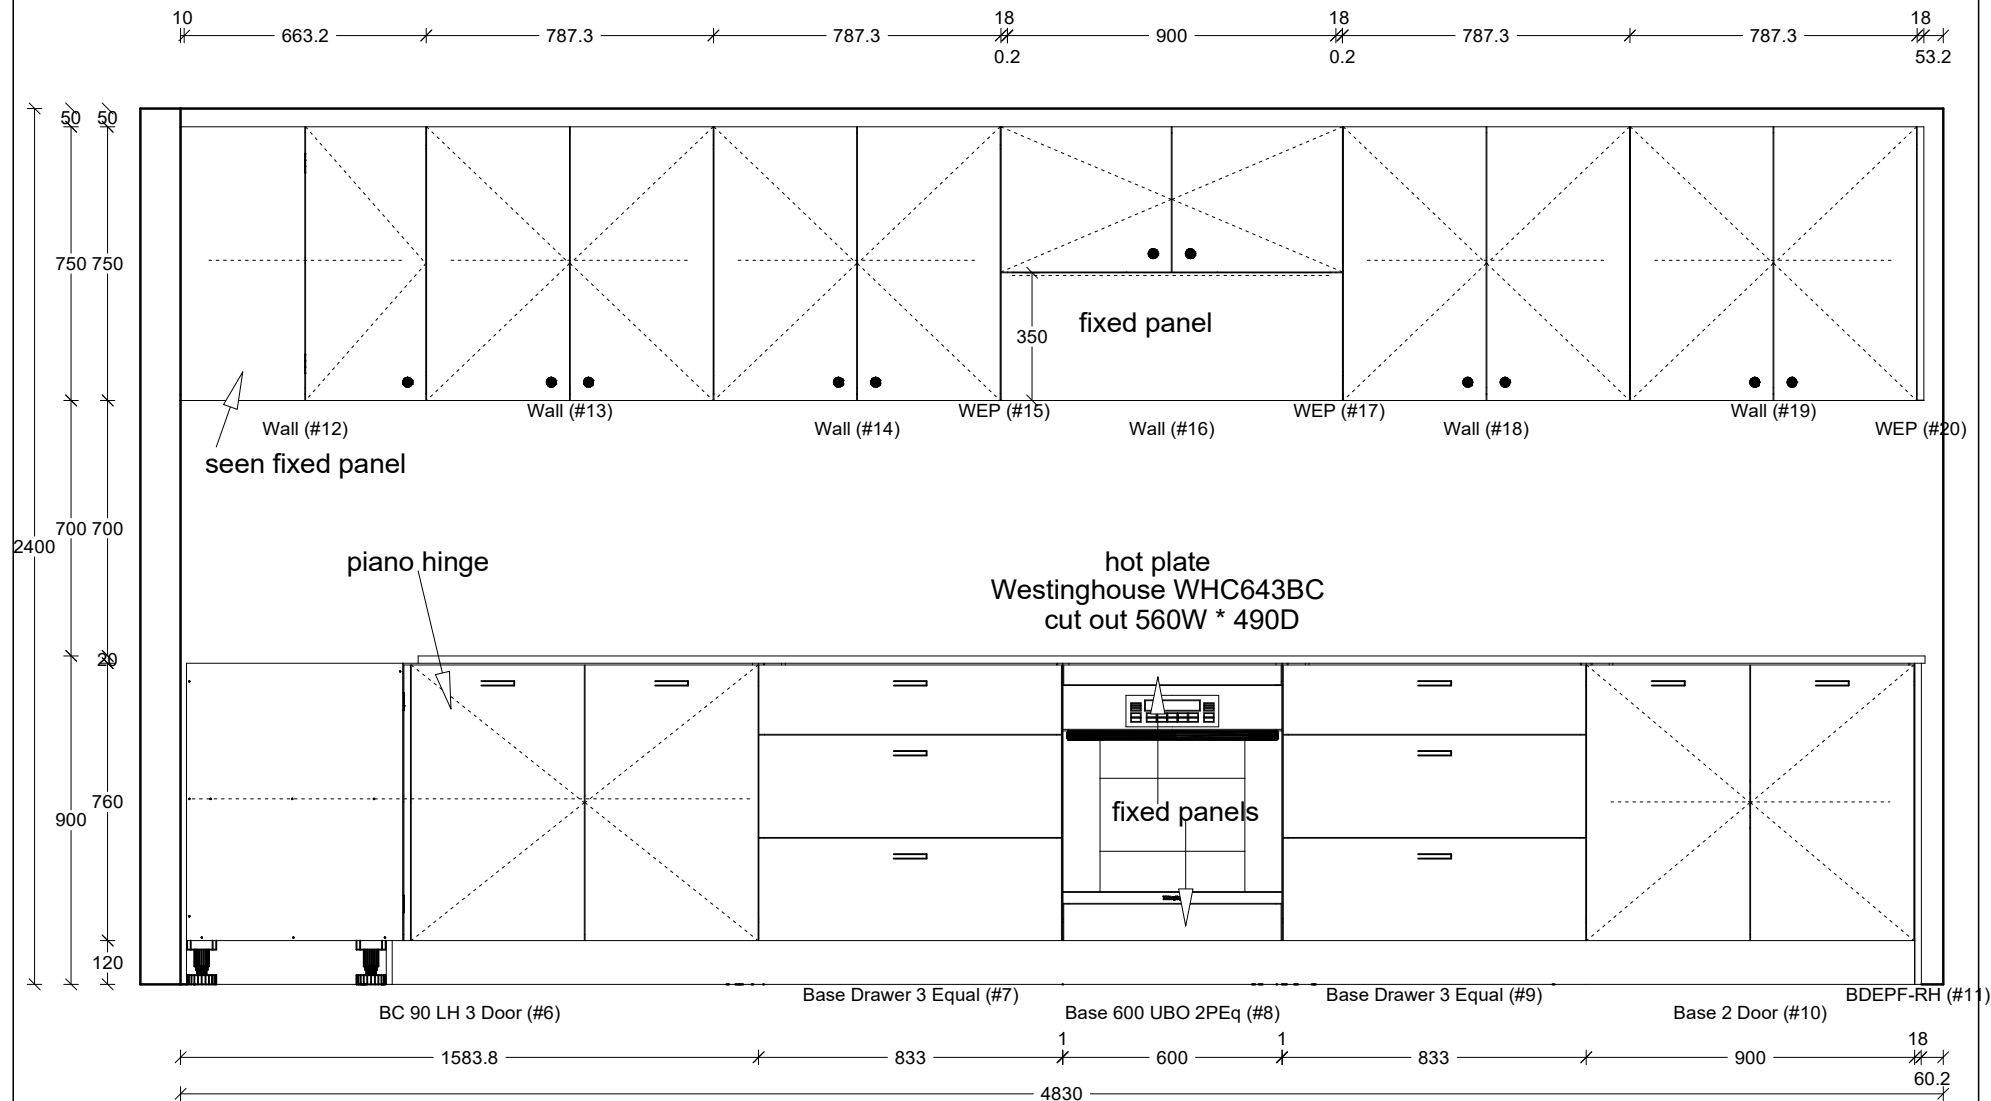 10 18 18 18
663.2 787.3 787.3 900 787.3 787.3
0.2 0.2 53.2
50 50
750 750
350
fixed panel
Wall (#12)
Wall (#13)
Wall (#14)
WEP (#15)
Wall (#16)
WEP (#17)
Wall (#18)
Wall (#19)
WEP (#20)
seen fixed panel
700 700
2400
piano hinge
hot plate
Westinghouse WHC643BC
cut out 560W * 490D
20
760
900
fixed panels
120
BC 90 LH 3 Door (#6)
Base Drawer 3 Equal (#7)
Base 600 UBO 2PEq (#8)
Base Drawer 3 Equal (#9)
Base 2 Door (#10)
BDEPF-RH (#11)
1 1 18
1583.8 833 600 833 900
60.2
4830